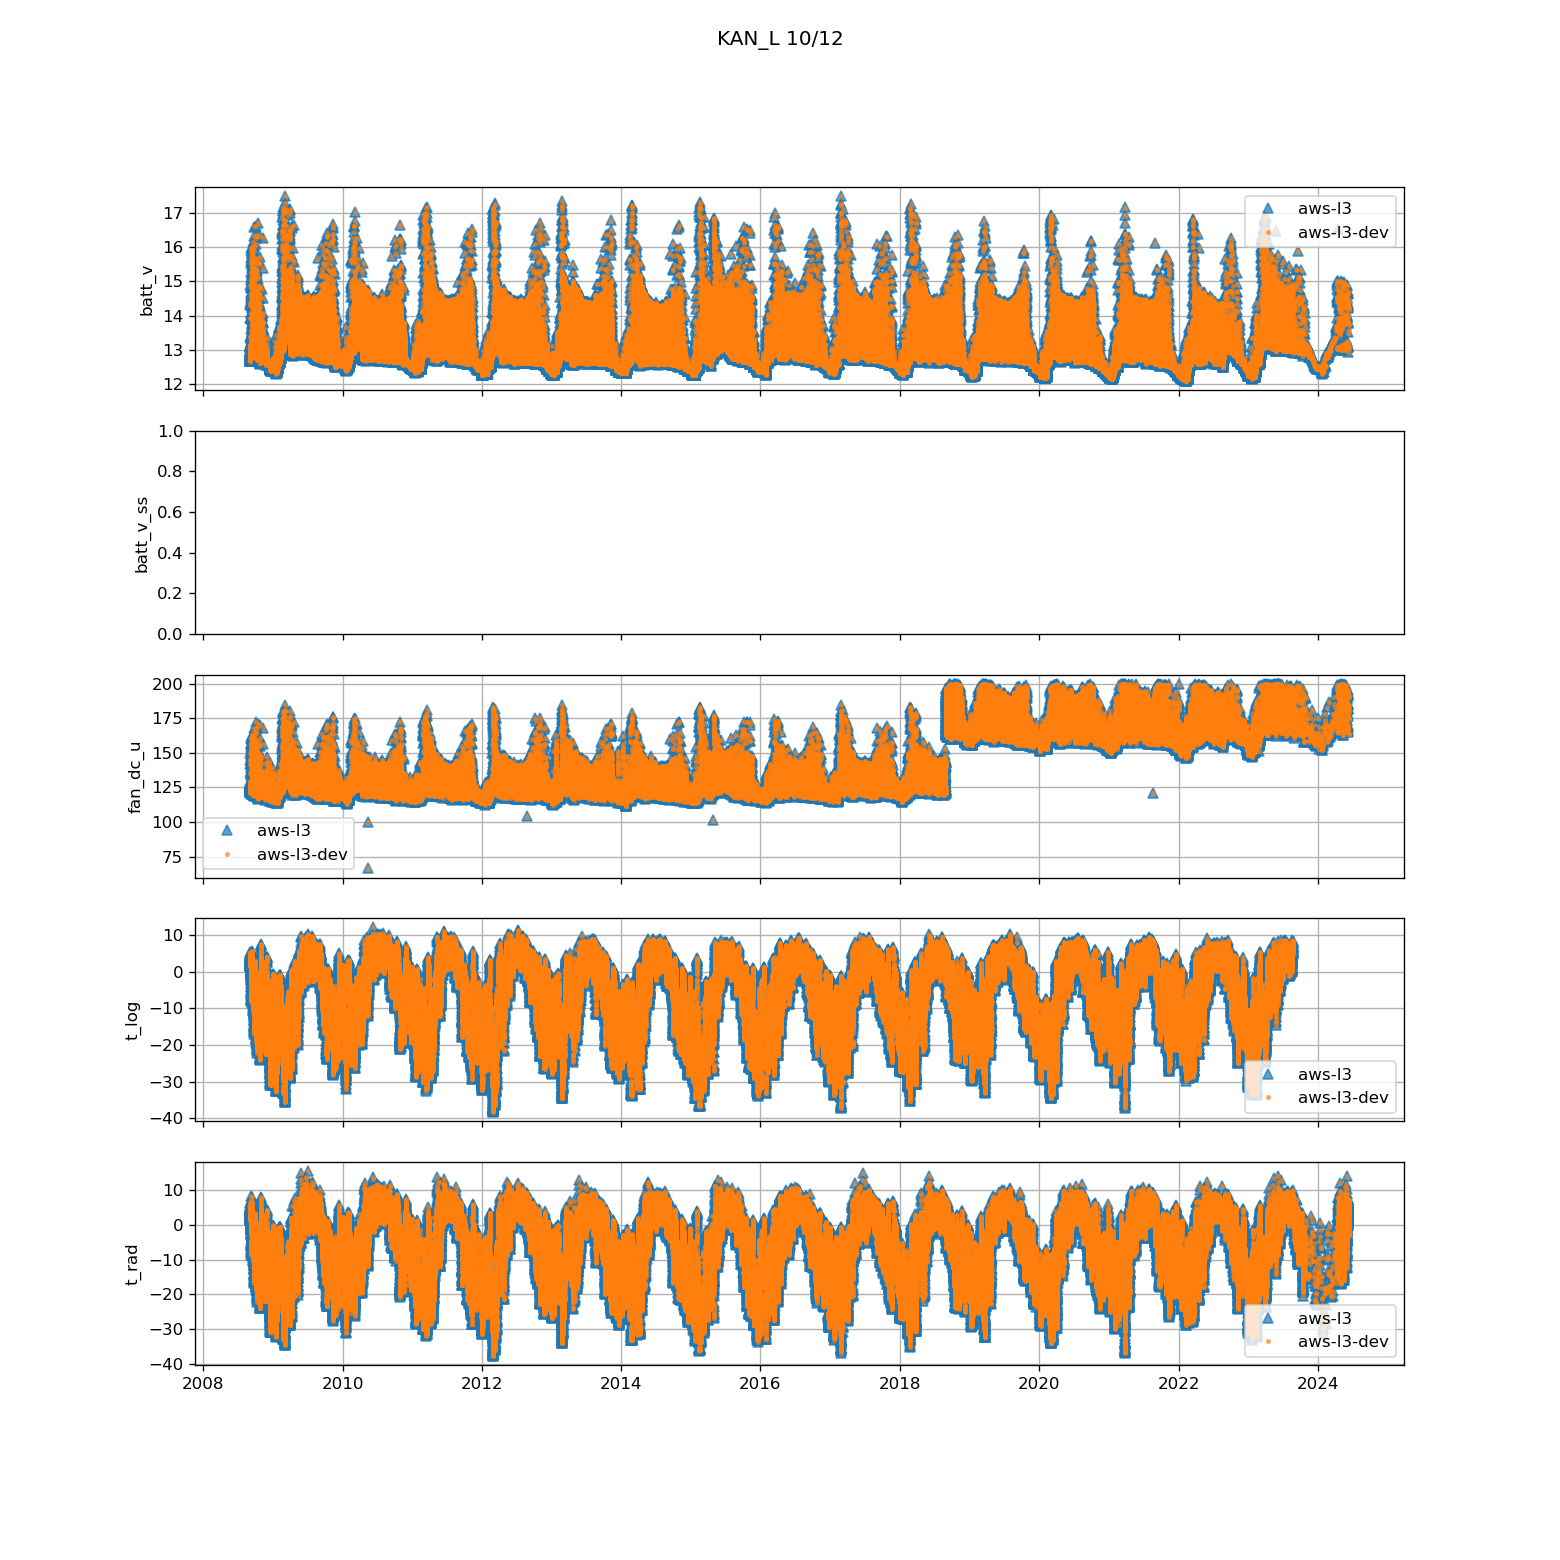 KAN_L 10/12
batt_v
17
16
15
14
13
12
aws-l3
aws-l3-dev
batt_v_ss
1.0
0.8
0.6
0.4
0.2
0.0
fan_dc_u
200
175
150
125
100
75
aws-l3
aws-l3-dev
t_log
10
0
−10
−20
−30
−40
aws-l3
aws-l3-dev
t_rad
10
0
−10
−20
−30
−40
aws-l3
aws-l3-dev
2008 2010 2012 2014 2016 2018 2020 2022 2024